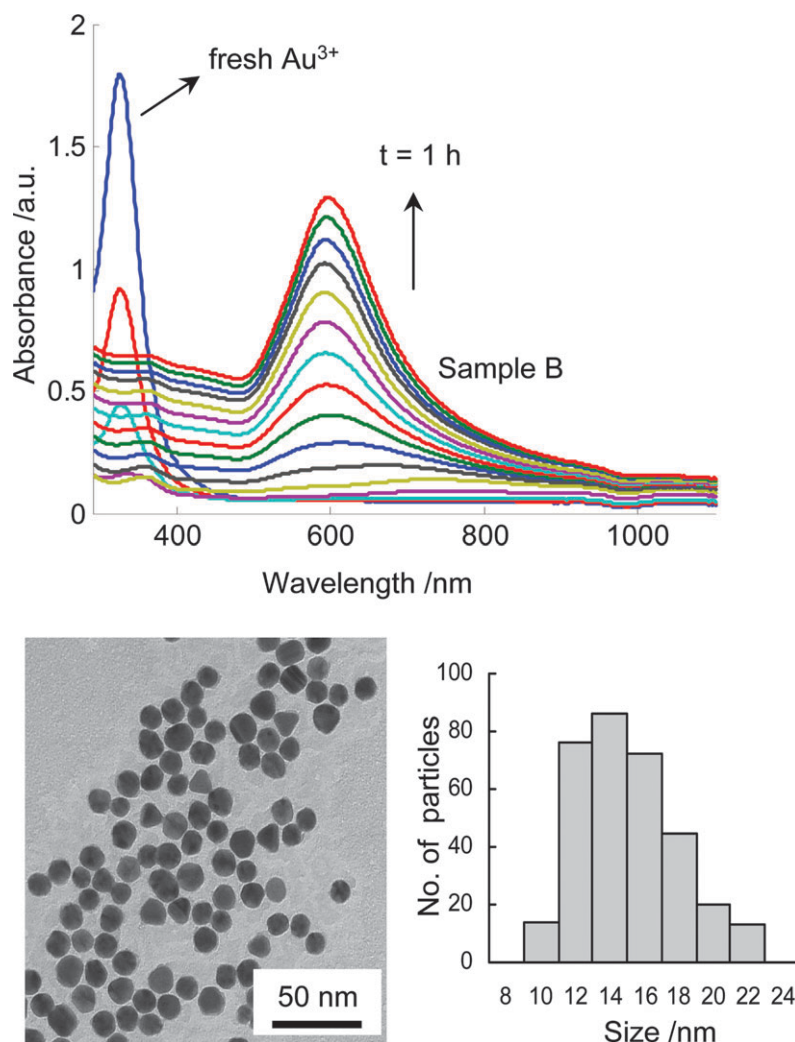 2
fresh Au³⁺
1.5
t = 1 h
1
Absorbance /a.u.
Sample B
0.5
0
400 600 800 1000
Wavelength /nm
100
80
60
40
20
0
No. of particles
50 nm
8 10 12 14 16 18 20 22 24
Size /nm